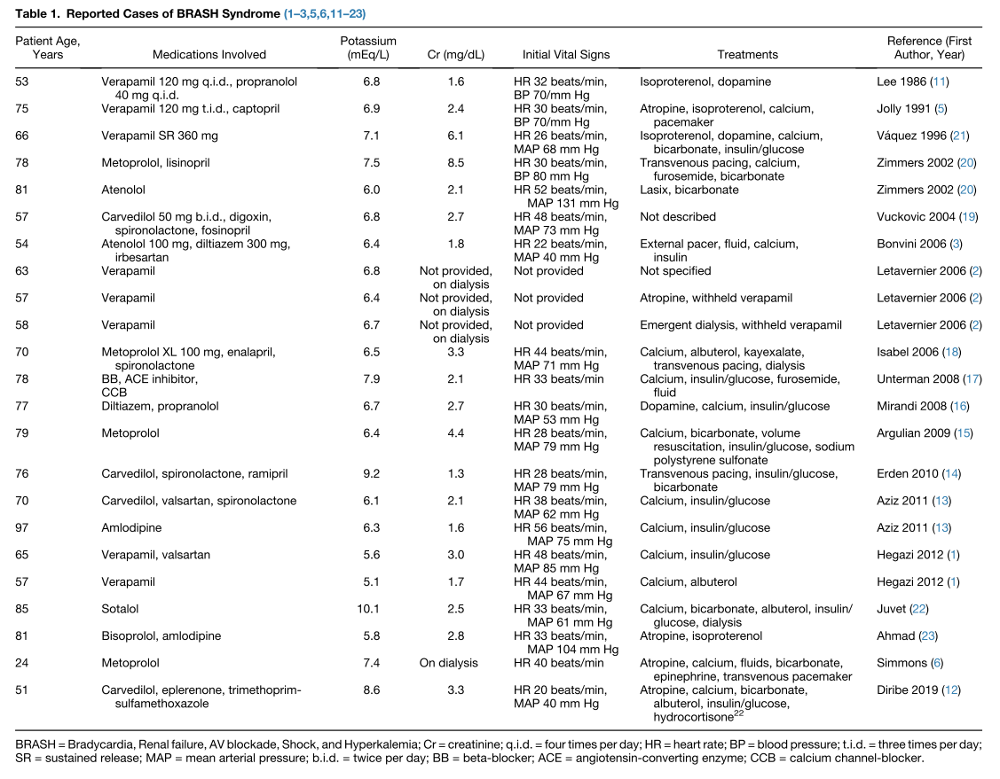 Table 1. Reported Cases of BRASH Syndrome (1–3,5,6,11–23)
Patient Age, Years Medications Involved Potassium (mEq/L) Cr (mg/dL) Initial Vital Signs Treatments Reference (First Author, Year)
53 Verapamil 120 mg q.i.d., propranolol 6.8 1.6 HR 32 beats/min, Isoproterenol, dopamine Lee 1986 (11)
40 mg q.i.d. BP 70/mm Hg
75 Verapamil 120 mg t.i.d., captopril 6.9 2.4 HR 30 beats/min, Atropine, isoproterenol, calcium, Jolly 1991 (5)
BP 70/mm Hg pacemaker
66 Verapamil SR 360 mg 7.1 6.1 HR 26 beats/min, Isoproterenol, dopamine, calcium, Váquez 1996 (21)
MAP 68 mm Hg bicarbonate, insulin/glucose
78 Metoprolol, lisinopril 7.5 8.5 HR 30 beats/min, Transvenous pacing, calcium, Zimmers 2002 (20)
BP 80 mm Hg furosemide, bicarbonate
81 Atenolol 6.0 2.1 HR 52 beats/min, Lasix, bicarbonate Zimmers 2002 (20)
MAP 131 mm Hg
57 Carvedilol 50 mg b.i.d., digoxin, 6.8 2.7 HR 48 beats/min, Not described Vuckovic 2004 (19)
spironolactone, fosinopril MAP 73 mm Hg
54 Atenolol 100 mg, diltiazem 300 mg, 6.4 1.8 HR 22 beats/min, External pacer, fluid, calcium, Bonvini 2006 (3)
irbesartan MAP 40 mm Hg insulin
63 Verapamil 6.8 Not provided, Not provided Not specified Letavernier 2006 (2)
on dialysis
57 Verapamil 6.4 Not provided, Not provided Atropine, withheld verapamil Letavernier 2006 (2)
on dialysis
58 Verapamil 6.7 Not provided, Not provided Emergent dialysis, withheld verapamil Letavernier 2006 (2)
on dialysis
70 Metoprolol XL 100 mg, enalapril, 6.5 3.3 HR 44 beats/min, Calcium, albuterol, kayexalate, Isabel 2006 (18)
spironolactone MAP 71 mm Hg transvenous pacing, dialysis
78 BB, ACE inhibitor, 7.9 2.1 HR 33 beats/min Calcium, insulin/glucose, furosemide, Unterman 2008 (17)
CCB fluid
77 Diltiazem, propranolol 6.7 2.7 HR 30 beats/min, Dopamine, calcium, insulin/glucose Mirandi 2008 (16)
MAP 53 mm Hg
79 Metoprolol 6.4 4.4 HR 28 beats/min, Calcium, bicarbonate, volume Argulian 2009 (15)
MAP 79 mm Hg resuscitation, insulin/glucose, sodium
polystyrene sulfonate
76 Carvedilol, spironolactone, ramipril 9.2 1.3 HR 28 beats/min, Transvenous pacing, insulin/glucose, Erden 2010 (14)
MAP 79 mm Hg bicarbonate
70 Carvedilol, valsartan, spironolactone 6.1 2.1 HR 38 beats/min, Calcium, insulin/glucose Aziz 2011 (13)
MAP 62 mm Hg
97 Amlodipine 6.3 1.6 HR 56 beats/min, Calcium, insulin/glucose Aziz 2011 (13)
MAP 75 mm Hg
65 Verapamil, valsartan 5.6 3.0 HR 48 beats/min, Calcium, insulin/glucose Hegazi 2012 (1)
MAP 85 mm Hg
57 Verapamil 5.1 1.7 HR 44 beats/min, Calcium, albuterol Hegazi 2012 (1)
MAP 67 mm Hg
85 Sotalol 10.1 2.5 HR 33 beats/min, Calcium, bicarbonate, albuterol, insulin/ Juvet (22)
MAP 61 mm Hg glucose, dialysis
81 Bisoprolol, amlodipine 5.8 2.8 HR 33 beats/min, Atropine, isoproterenol Ahmad (23)
MAP 104 mm Hg
24 Metoprolol 7.4 On dialysis HR 40 beats/min Atropine, calcium, fluids, bicarbonate, Simmons (6)
epinephrine, transvenous pacemaker
51 Carvedilol, eplerenone, trimethoprim- 8.6 3.3 HR 20 beats/min, Atropine, calcium, bicarbonate, Diribe 2019 (12)
sulfamethoxazole MAP 40 mm Hg albuterol, insulin/glucose,
hydrocortisone22
BRASH = Bradycardia, Renal failure, AV blockade, Shock, and Hyperkalemia; Cr = creatinine; q.i.d. = four times per day; HR = heart rate; BP = blood pressure; t.i.d. = three times per day;
SR = sustained release; MAP = mean arterial pressure; b.i.d. = twice per day; BB = beta-blocker; ACE = angiotensin-converting enzyme; CCB = calcium channel-blocker.